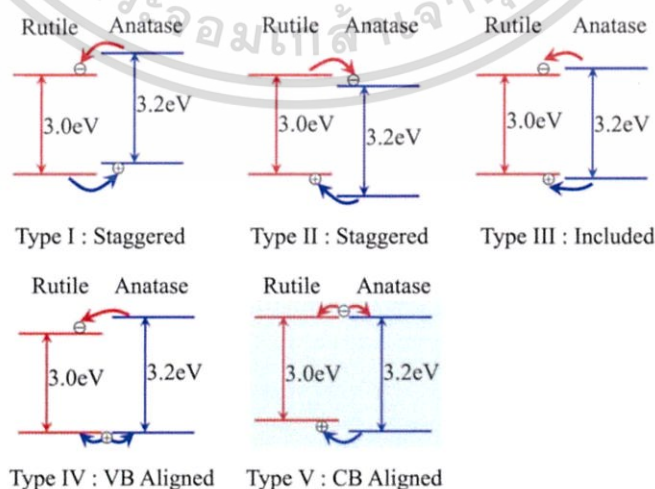 Rutile Anatase Rutile Anatase Rutile Anatase
3.0eV 3.2eV 3.0eV 3.2eV 3.0eV 3.2eV
Type I : Staggered Type II : Staggered Type III : Included
Rutile Anatase Rutile Anatase
3.0eV 3.2eV 3.0eV 3.2eV
Type IV : VB Aligned Type V : CB Aligned